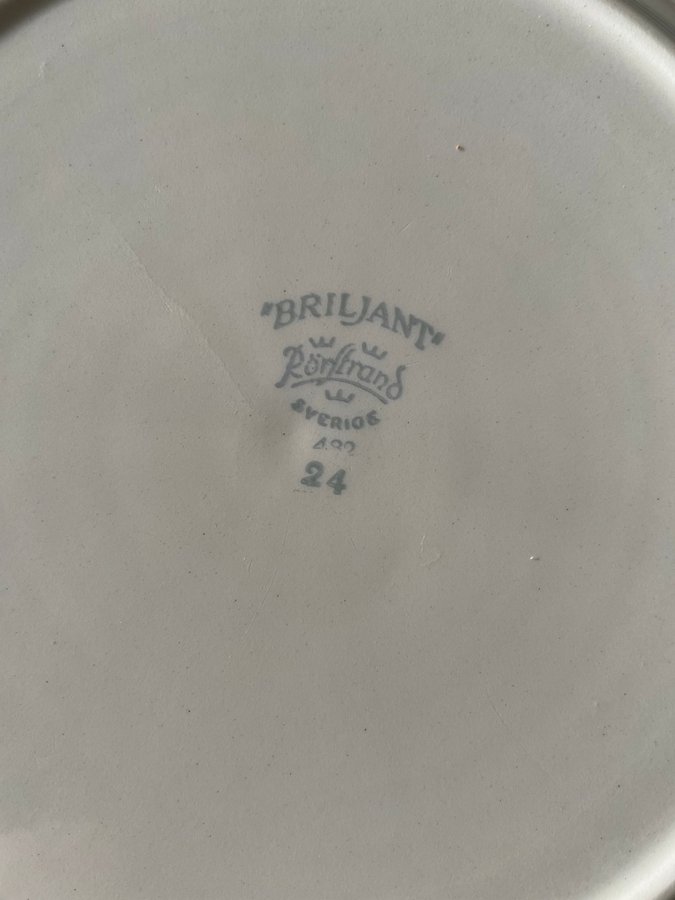 "BRILJANT"
Rörstrand
SVERIGE
24